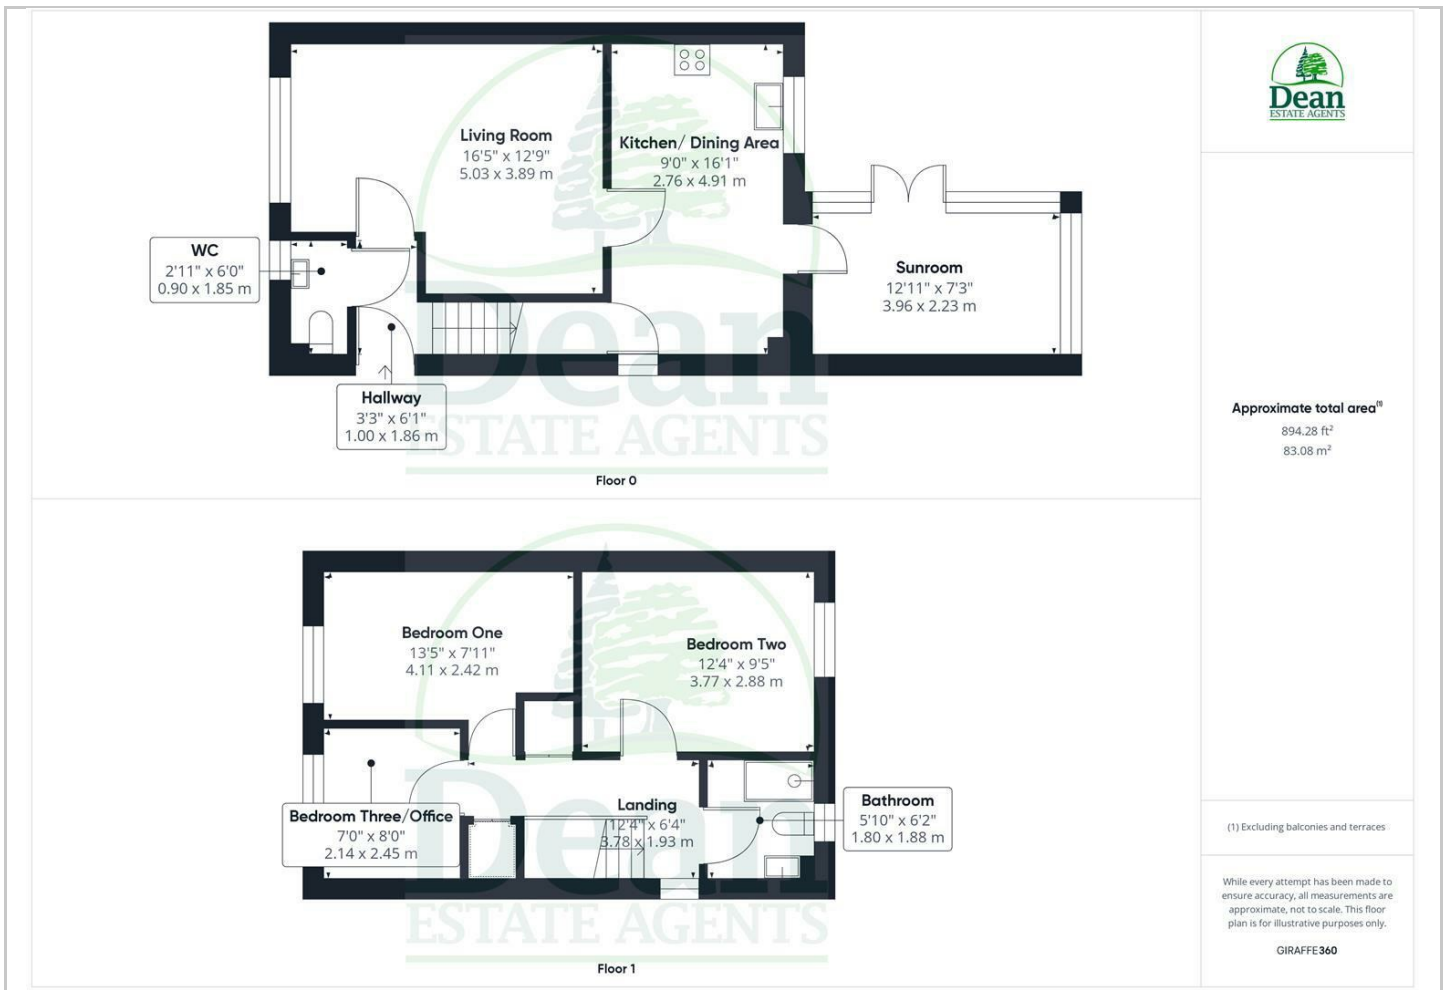 Living Room
16'5" x 12'9"
5.03 x 3.89 m
Kitchen/ Dining Area
9'0" x 16'1"
2.76 x 4.91 m
WC
2'11" x 6'0"
0.90 x 1.85 m
Sunroom
12'11" x 7'3"
3.96 x 2.23 m
Hallway
3'3" x 6'1"
1.00 x 1.86 m
Dean
ESTATE AGENTS
Floor 0
Bedroom One
13'5" x 7'11"
4.11 x 2.42 m
Bedroom Two
12'4" x 9'5"
3.77 x 2.88 m
Bedroom Three/Office
7'0" x 8'0"
2.14 x 2.45 m
Landing
12'4" x 6'4"
3.78 x 1.93 m
Bathroom
5'10" x 6'2"
1.80 x 1.88 m
Dean
ESTATE AGENTS
Floor 1
Dean
ESTATE AGENTS
Approximate total area(1)
894.28 ft²
83.08 m²
(1) Excluding balconies and terraces
While every attempt has been made to
ensure accuracy, all measurements are
approximate, not to scale. This floor
plan is for illustrative purposes only.
GIRAFFE360